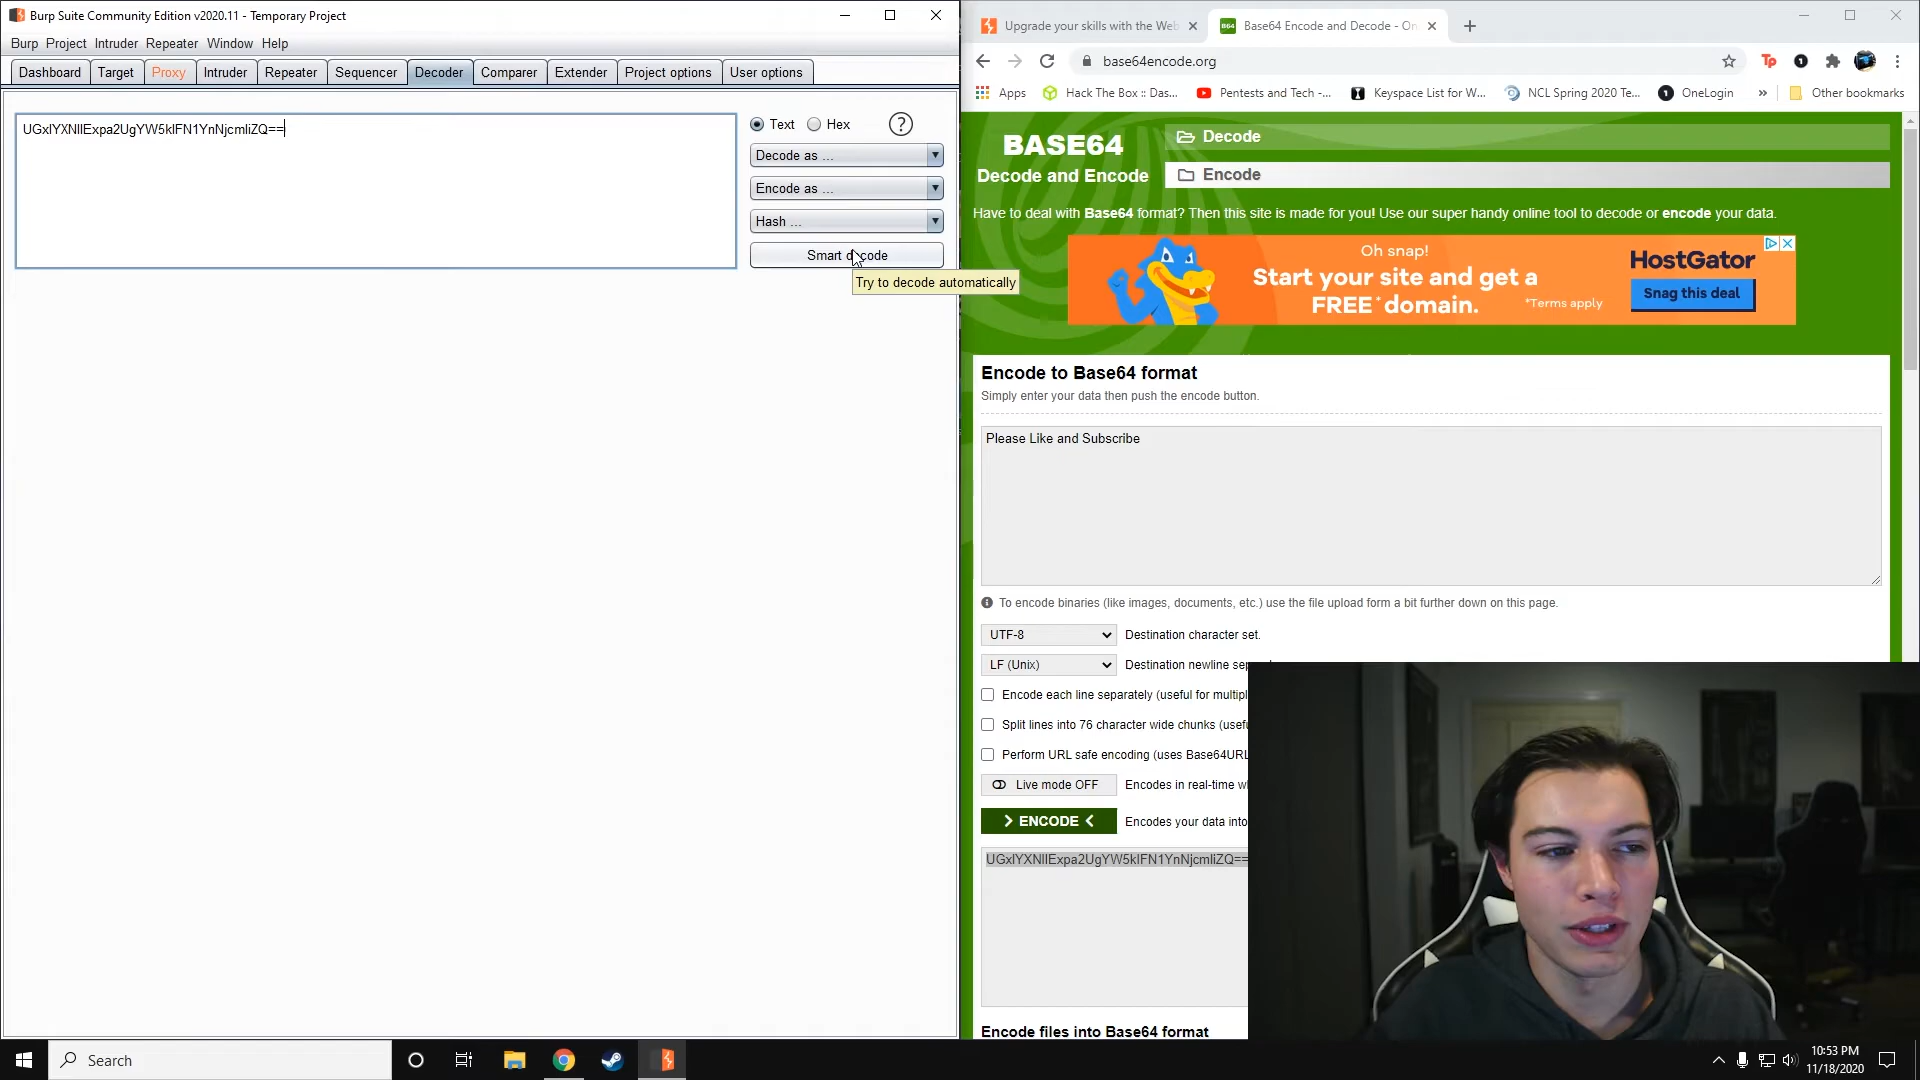 Burp Suite Community Edition v2020.11 - Temporary Project
Burp Project Intruder Repeater Window Help
Dashboard Target Proxy Intruder Repeater Sequencer Decoder Comparer Extender Project options User options
UGxlYXNlIExpa2UgYW5kIFN1YnNjcmliZQ==
Text Hex ?
Decode as ...
Encode as ...
Hash ...
Smart decode
Try to decode automatically
Upgrade your skills with the Web
B64 Base64 Encode and Decode - On
base64encode.org
Tp
Apps Hack The Box :: Das... Pentests and Tech -... Keyspace List for W... NCL Spring 2020 Te... OneLogin » Other bookmarks
BASE64
Decode and Encode
Decode
Encode
Have to deal with Base64 format? Then this site is made for you! Use our super handy online tool to decode or encode your data.
Oh snap!
Start your site and get a
FREE* domain.
*Terms apply
HostGator
Snag this deal
Encode to Base64 format
Simply enter your data then push the encode button.
Please Like and Subscribe
To encode binaries (like images, documents, etc.) use the file upload form a bit further down on this page.
UTF-8 Destination character set.
LF (Unix) Destination newline
Encode each line separately (useful for
Split lines into 76 character wide chunks
Perform URL safe encoding (uses Base64URL
Live mode OFF Encodes in real-time
> ENCODE < Encodes your data into
UGxlYXNlIExpa2UgYW5kIFN1YnNjcmliZQ==
Encode files into Base64 format
Search
10:53 PM
11/18/2020